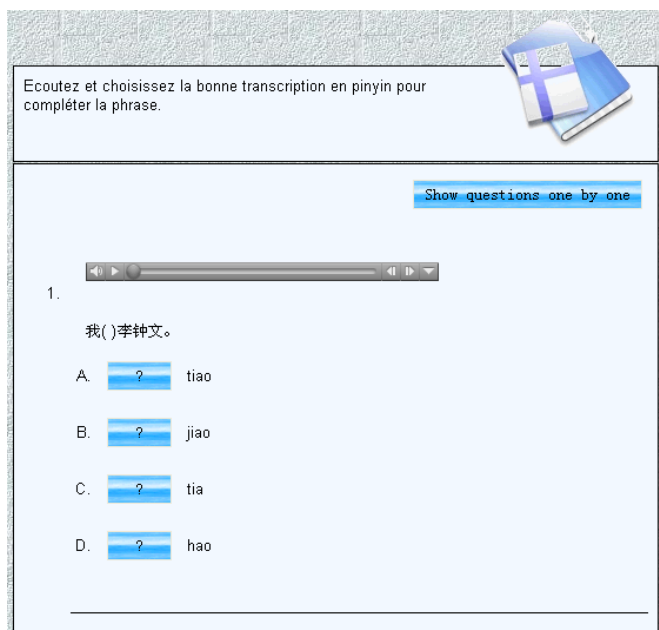 Ecoutez et choisissez la bonne transcription en pinyin pour
compléter la phrase.
Show questions one by one
1.
我( )李钟文。
A. ? tiao
B. ? jiao
C. ? tia
D. ? hao